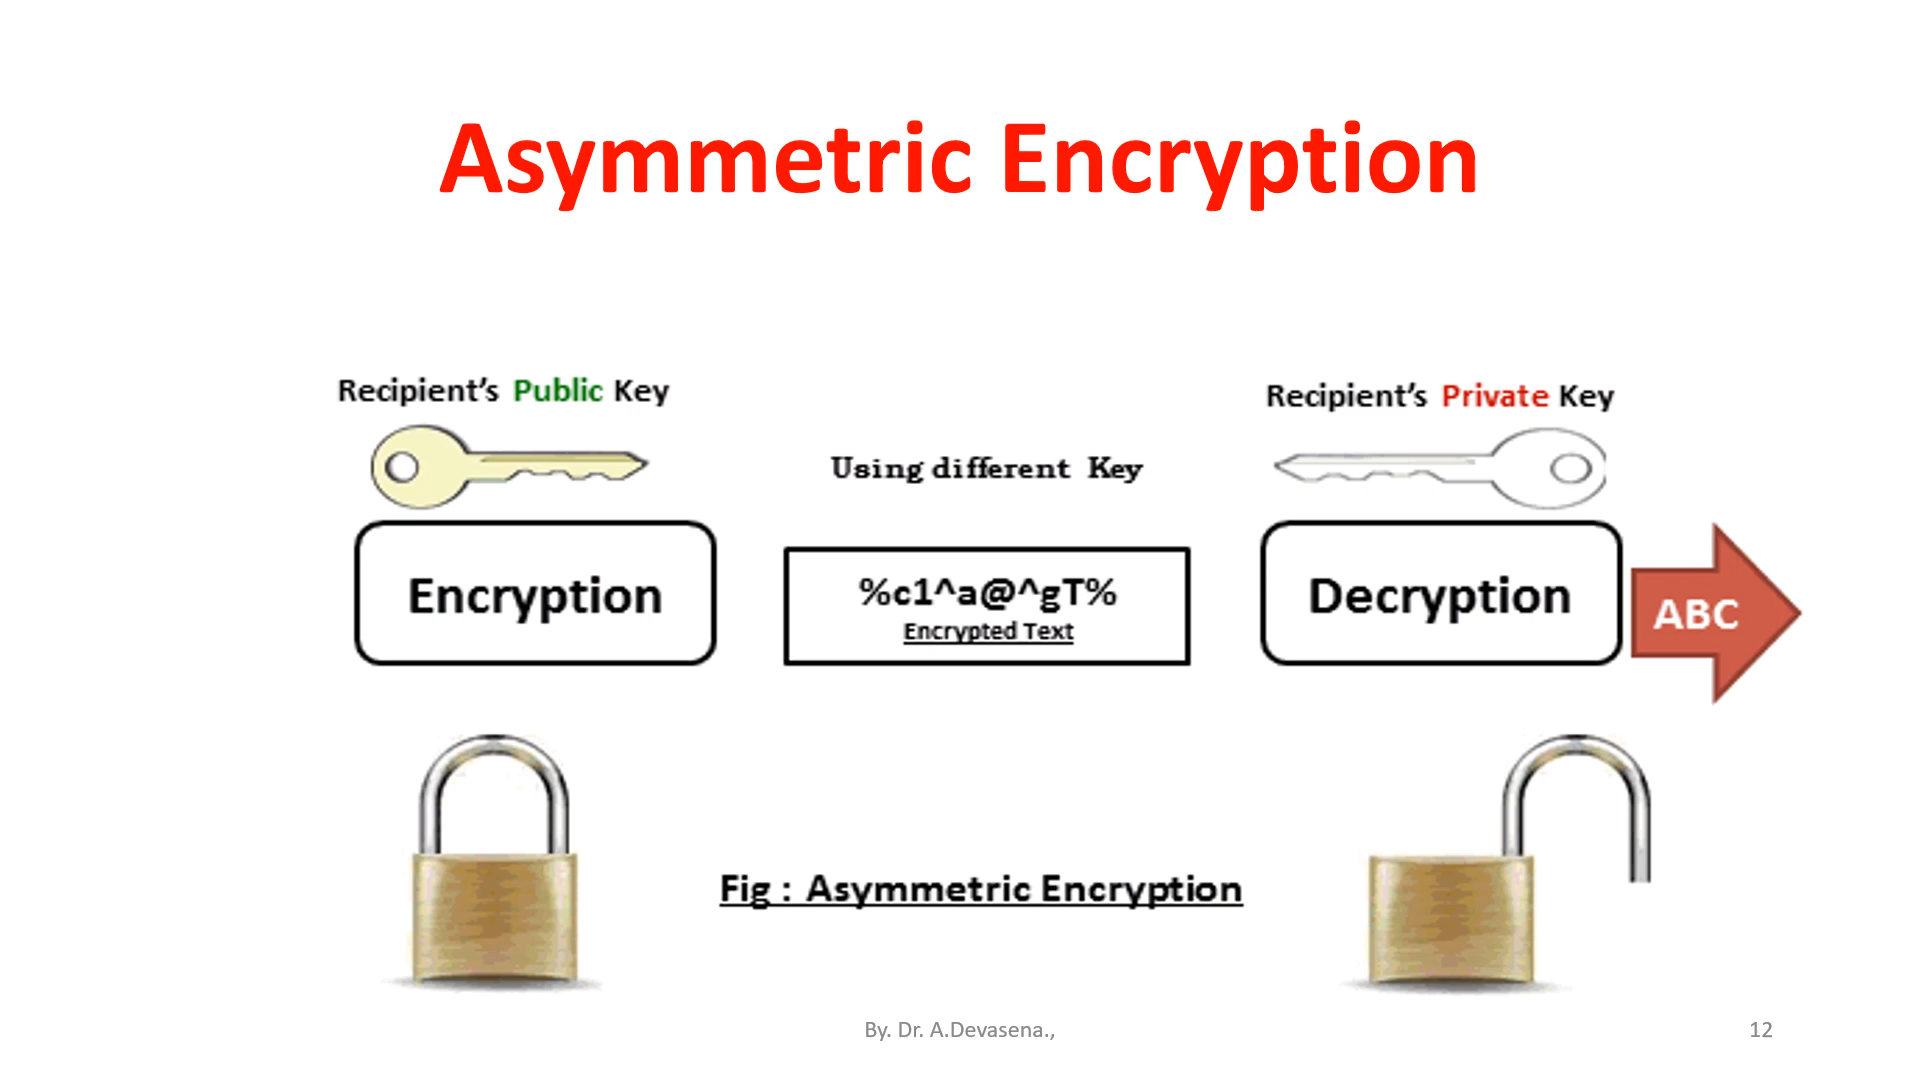 Asymmetric Encryption
Recipient's Public Key
Recipient's Private Key
Using different Key
Encryption
%c1^a@^gT%
Encrypted Text
Decryption
ABC
Fig : Asymmetric Encryption
By. Dr. A.Devasena.,
12